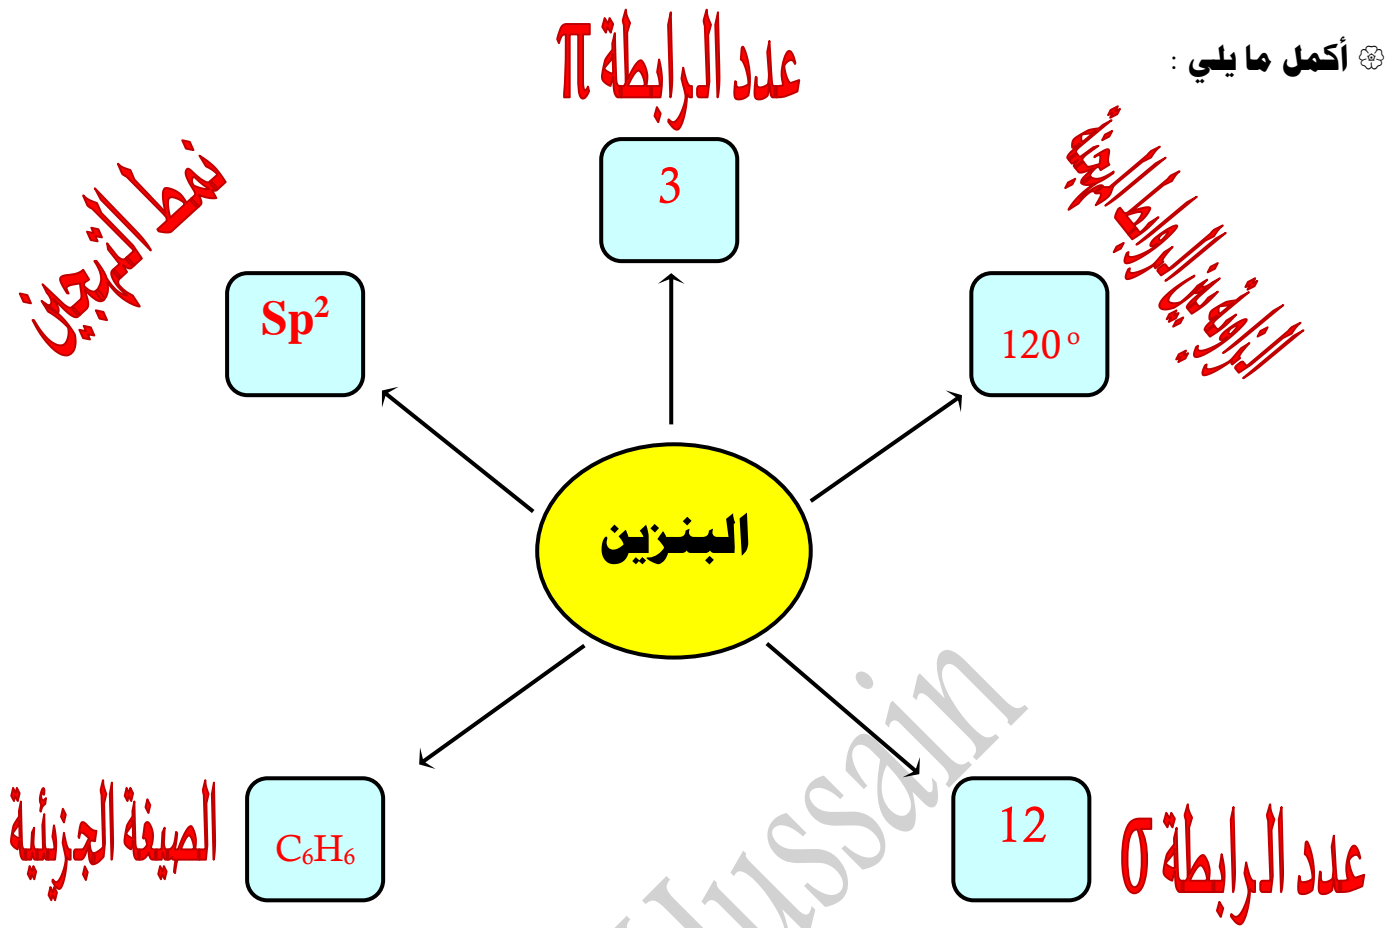 أكمل ما يلي :
عدد الرابطة π
3
الزاوية بين الروابط المهجنة
120 º
نمط التهجين
Sp²
البنزين
عدد الرابطة σ
12
الصيغة الجزيئية
C₆H₆
Hussain